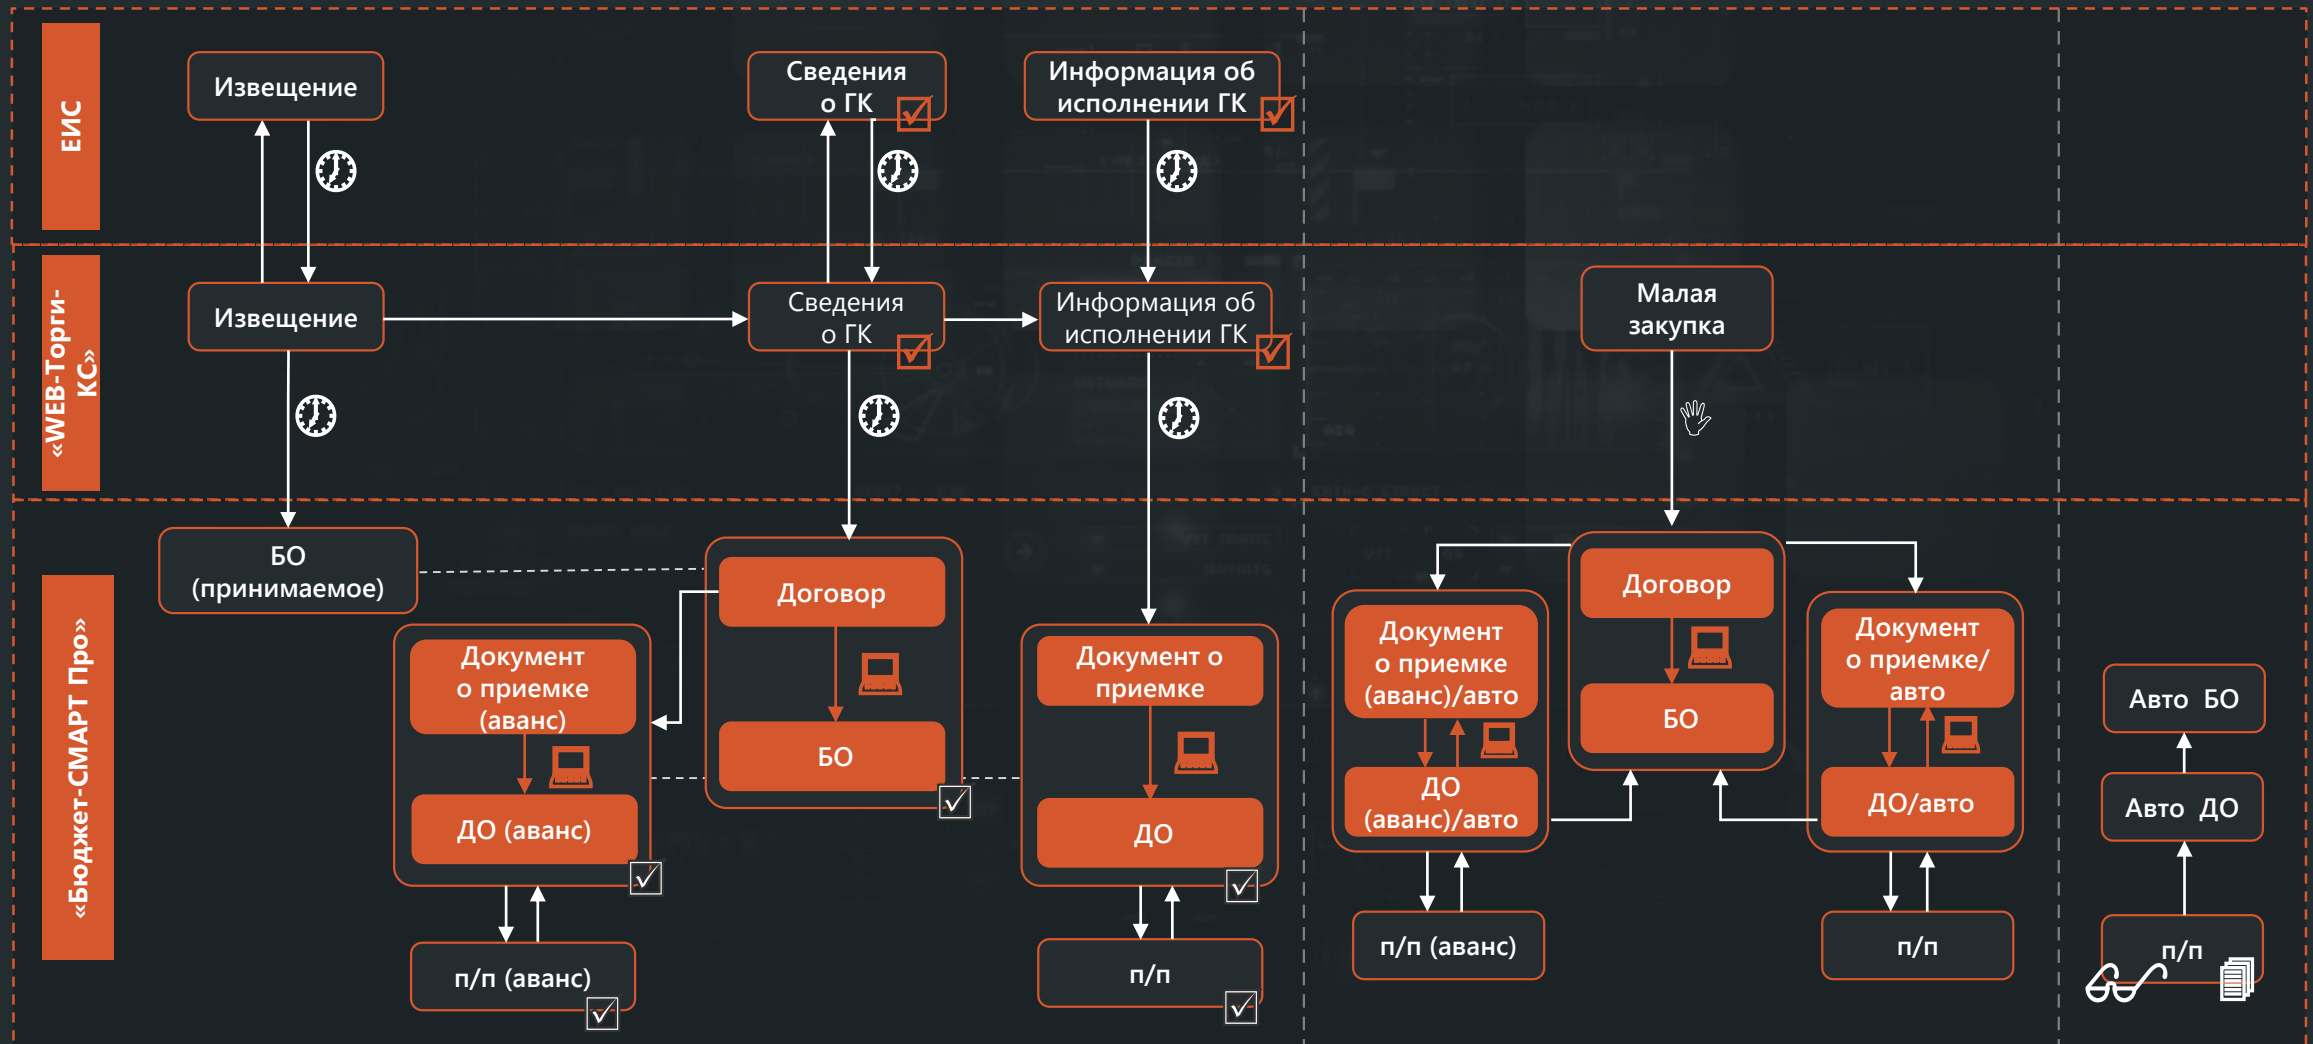 ЕИС
Извещение
Сведения
о ГК
Информация об
исполнении ГК
«WEB-Торги-
КС»
Извещение
Сведения
о ГК
Информация об
исполнении ГК
Малая
закупка
«Бюджет-СМАРТ Про»
БО
(принимаемое)
Документ
о приемке
(аванс)
ДО (аванс)
п/п (аванс)
Договор
БО
Документ о
приемке
ДО
п/п
Документ
о приемке
(аванс)/авто
ДО
(аванс)/авто
п/п (аванс)
Договор
БО
Документ
о приемке/
авто
ДО/авто
п/п
Авто БО
Авто ДО
п/п